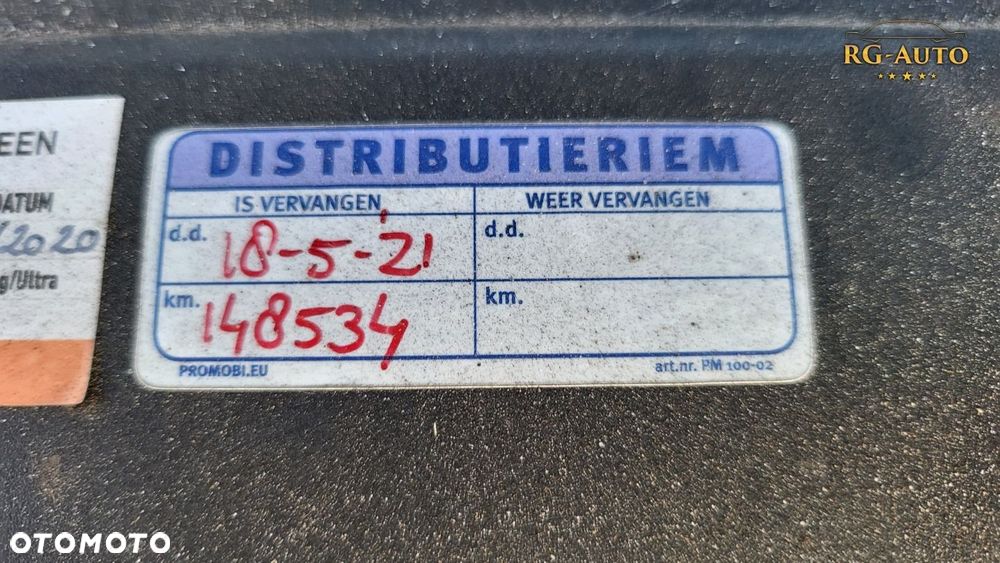 RG-AUTO
EEN
DATUM
2020
g/Ultra
DISTRIBUTIERIEM
IS VERVANGEN
WEER VERVANGEN
d.d. 18-5-'21
d.d.
km. 148534
km.
PROMOBI.EU
art.nr. PM 100-02
OTOMOTO